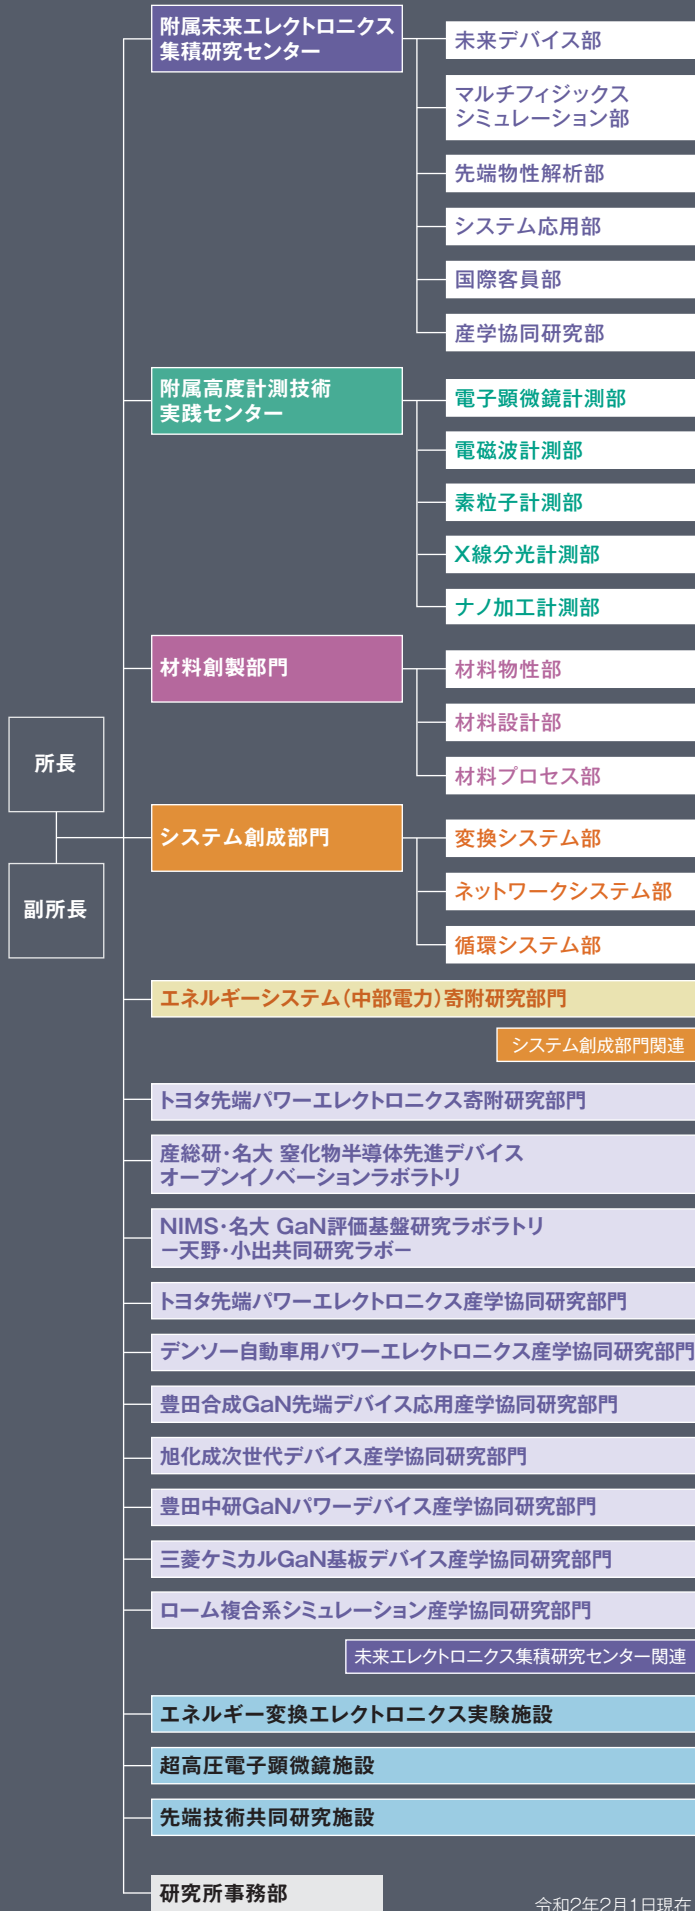 附属未来エレクトロニクス
集積研究センター
未来デバイス部
マルチフィジックス
シミュレーション部
先端物性解析部
システム応用部
国際客員部
産学協同研究部
附属高度計測技術
実践センター
電子顕微鏡計測部
電磁波計測部
素粒子計測部
X線分光計測部
ナノ加工計測部
材料創製部門
材料物性部
材料設計部
材料プロセス部
所長
副所長
システム創成部門
変換システム部
ネットワークシステム部
循環システム部
エネルギーシステム(中部電力)寄附研究部門
システム創成部門関連
トヨタ先端パワーエレクトロニクス寄附研究部門
産総研・名大 窒化物半導体先進デバイス
オープンイノベーションラボラトリ
NIMS・名大 GaN評価基盤研究ラボラトリ
ー天野・小出共同研究ラボー
トヨタ先端パワーエレクトロニクス産学協同研究部門
デンソー自動車用パワーエレクトロニクス産学協同研究部門
豊田合成GaN先端デバイス応用産学協同研究部門
旭化成次世代デバイス産学協同研究部門
豊田中研GaNパワーデバイス産学協同研究部門
三菱ケミカルGaN基板デバイス産学協同研究部門
ローム複合系シミュレーション産学協同研究部門
未来エレクトロニクス集積研究センター関連
エネルギー変換エレクトロニクス実験施設
超高圧電子顕微鏡施設
先端技術共同研究施設
研究所事務部
令和2年2月1日現在